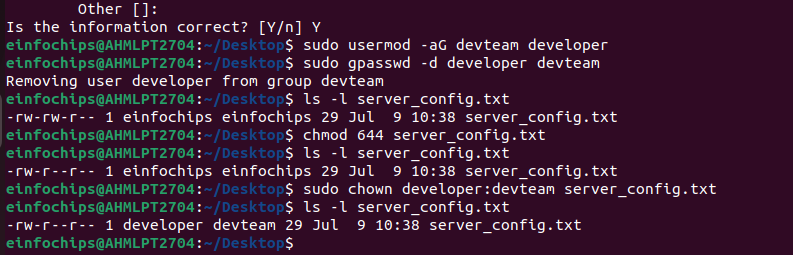 Other []:
Is the information correct? [Y/n] Y
einfochips@AHMLPT2704:~/Desktop$ sudo usermod -aG devteam developer
einfochips@AHMLPT2704:~/Desktop$ sudo gpasswd -d developer devteam
Removing user developer from group devteam
einfochips@AHMLPT2704:~/Desktop$ ls -l server_config.txt
-rw-rw-r-- 1 einfochips einfochips 29 Jul  9 10:38 server_config.txt
einfochips@AHMLPT2704:~/Desktop$ chmod 644 server_config.txt
einfochips@AHMLPT2704:~/Desktop$ ls -l server_config.txt
-rw-r--r-- 1 einfochips einfochips 29 Jul  9 10:38 server_config.txt
einfochips@AHMLPT2704:~/Desktop$ sudo chown developer:devteam server_config.txt
einfochips@AHMLPT2704:~/Desktop$ ls -l server_config.txt
-rw-r--r-- 1 developer devteam 29 Jul  9 10:38 server_config.txt
einfochips@AHMLPT2704:~/Desktop$